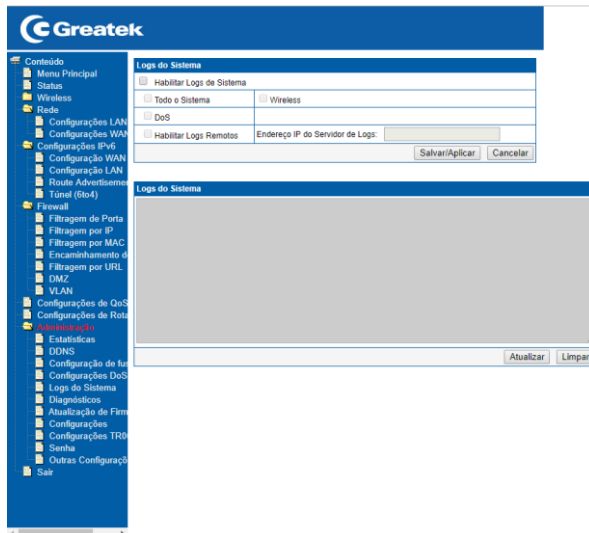 Greatek
Conteúdo
Menu Principal
Status
Wireless
Rede
Configurações LAN
Configurações WAN
Configurações IPv6
Configuração WAN
Configuração LAN
Route Advertiseme
Túnel (6to4)
Firewall
Filtragem de Porta
Filtragem por IP
Filtragem por MAC
Encaminhamento d
Filtragem por URL
DMZ
VLAN
Configurações de QoS
Configurações de Rota
Administração
Estatísticas
DDNS
Configuração de fu
Configurações DoS
Logs do Sistema
Diagnósticos
Atualização de Firm
Configurações
Configurações TR0
Senha
Outras Configuraçõ
Sair
Logs do Sistema
Habilitar Logs de Sistema
Todo o Sistema Wireless
DoS
Habilitar Logs Remotos Endereço IP do Servidor de Logs:
Salvar/Aplicar Cancelar
Logs do Sistema
Atualizar Limpar